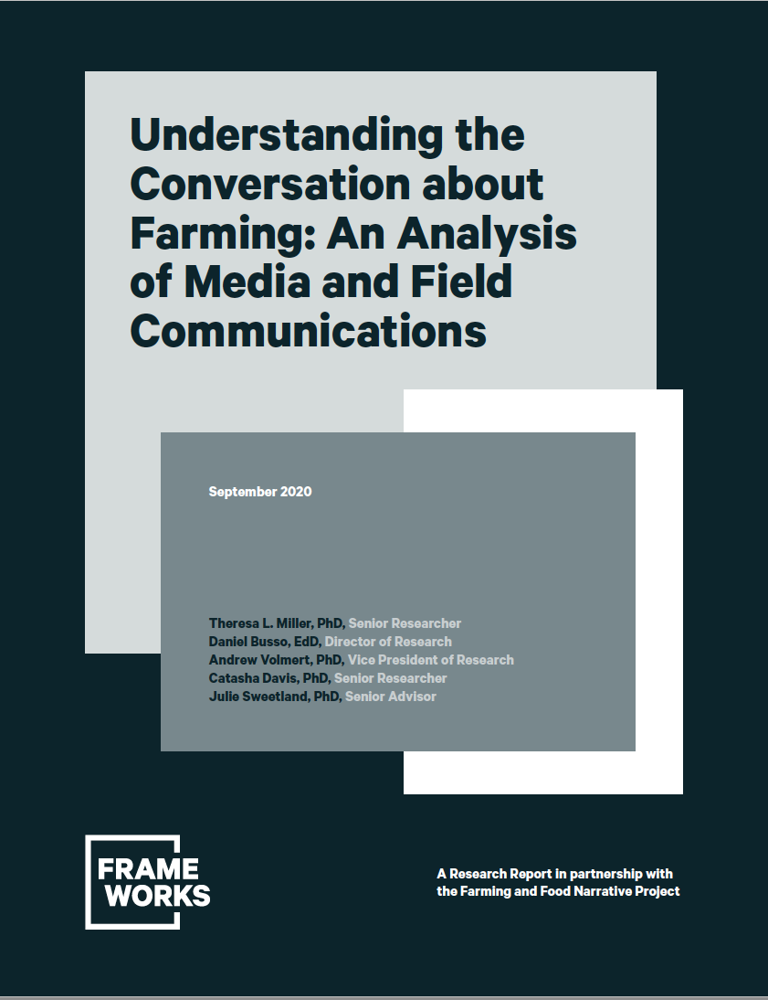 Understanding the
Conversation about
Farming: An Analysis
of Media and Field
Communications
September 2020
Theresa L. Miller, PhD, Senior Researcher
Daniel Busso, EdD, Director of Research
Andrew Volmert, PhD, Vice President of Research
Catasha Davis, PhD, Senior Researcher
Julie Sweetland, PhD, Senior Advisor
FRAME
WORKS
A Research Report in partnership with
the Farming and Food Narrative Project